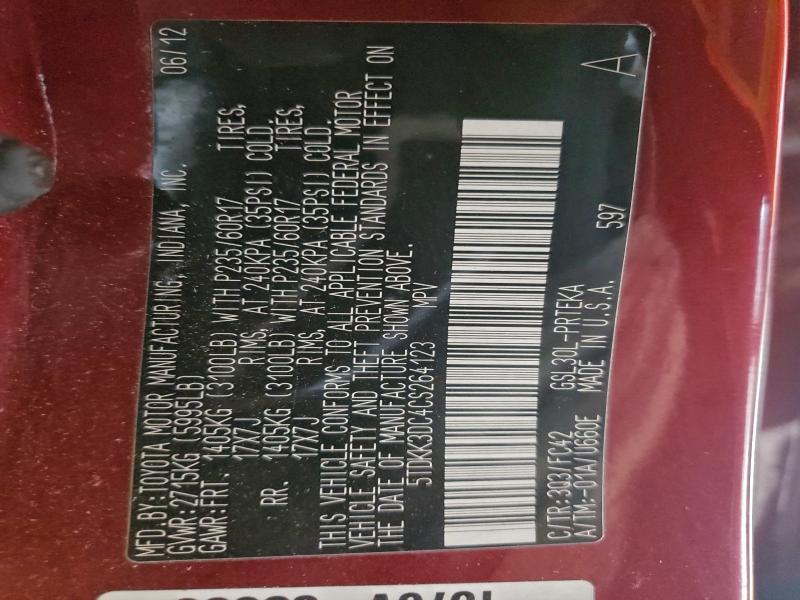 MFD.BY:TOYOTA MOTOR MANUFACTURING, INDIANA, INC. 06/12
GVWR:2715KG (5995LB)
GAWR:FRT. 1405KG (3100LB) WITH P235/60R17 TIRES,
17X7J RIMS, AT 240KPA (35PSI) COLD.
RR. 1405KG (3100LB) WITH P235/60R17 TIRES,
17X7J RIMS, AT 240KPA (35PSI) COLD.
THIS VEHICLE CONFORMS TO ALL APPLICABLE FEDERAL MOTOR
VEHICLE SAFETY AND THEFT PREVENTION STANDARDS IN EFFECT ON
THE DATE OF MANUFACTURE SHOWN ABOVE.
5TDKK3DC4CS264123 MPV
C/TR:3Q3/FC42 GSL30L-PRTEKA
A/TM:-01A/U660E MADE IN U.S.A. 597 A